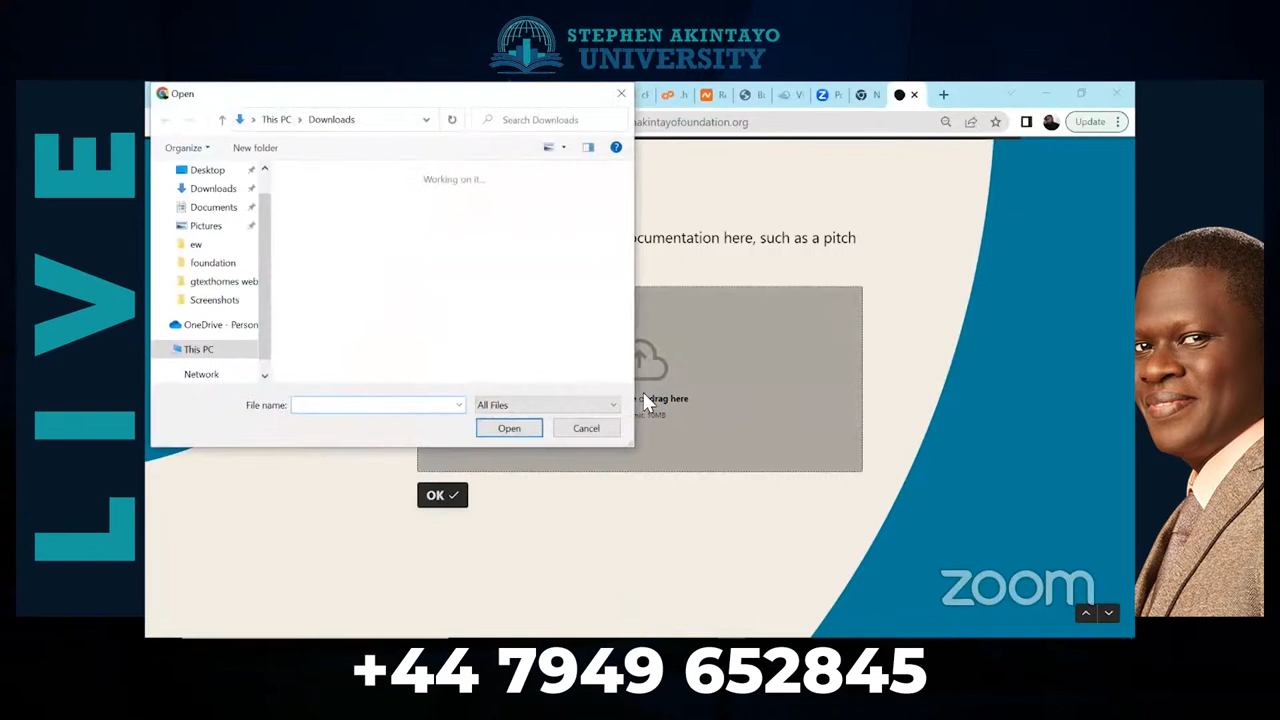 STEPHEN AKINTAYO
UNIVERSITY
LIVE
Open
This PC
Downloads
Search Downloads
akintayofoundation.org
Update
Organize
New folder
Desktop
Downloads
Documents
Pictures
ew
foundation
gtexthomes web
Screenshots
OneDrive - Person
This PC
Network
Working on it...
ocumentation here, such as a pitch
drag here
10MB
File name:
All Files
Open
Cancel
OK
zoom
+44 7949 652845